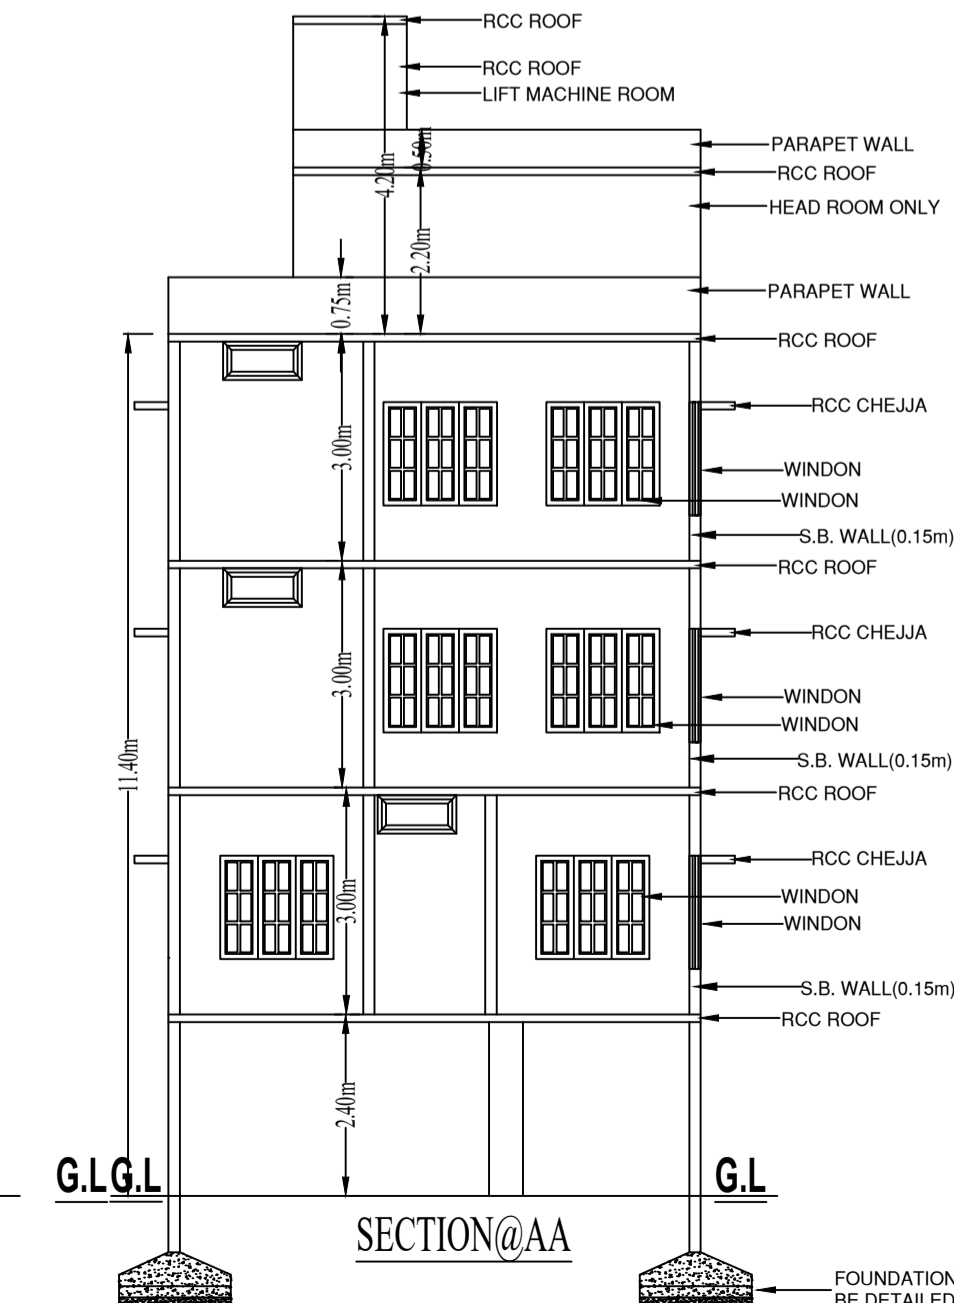 RCC ROOF
RCC ROOF
LIFT MACHINE ROOM
0.50m
PARAPET WALL
4.20m
RCC ROOF
HEAD ROOM ONLY
2.20m
PARAPET WALL
0.75m
RCC ROOF
RCC CHEJJA
3.00m
WINDON
WINDON
S.B. WALL(0.15m)
RCC ROOF
RCC CHEJJA
3.00m
WINDON
WINDON
11.40m
S.B. WALL(0.15m)
RCC ROOF
RCC CHEJJA
3.00m
WINDON
WINDON
S.B. WALL(0.15m)
RCC ROOF
2.40m
G.L G.L G.L
SECTION@AA
FOUNDATION
BE DETAILED